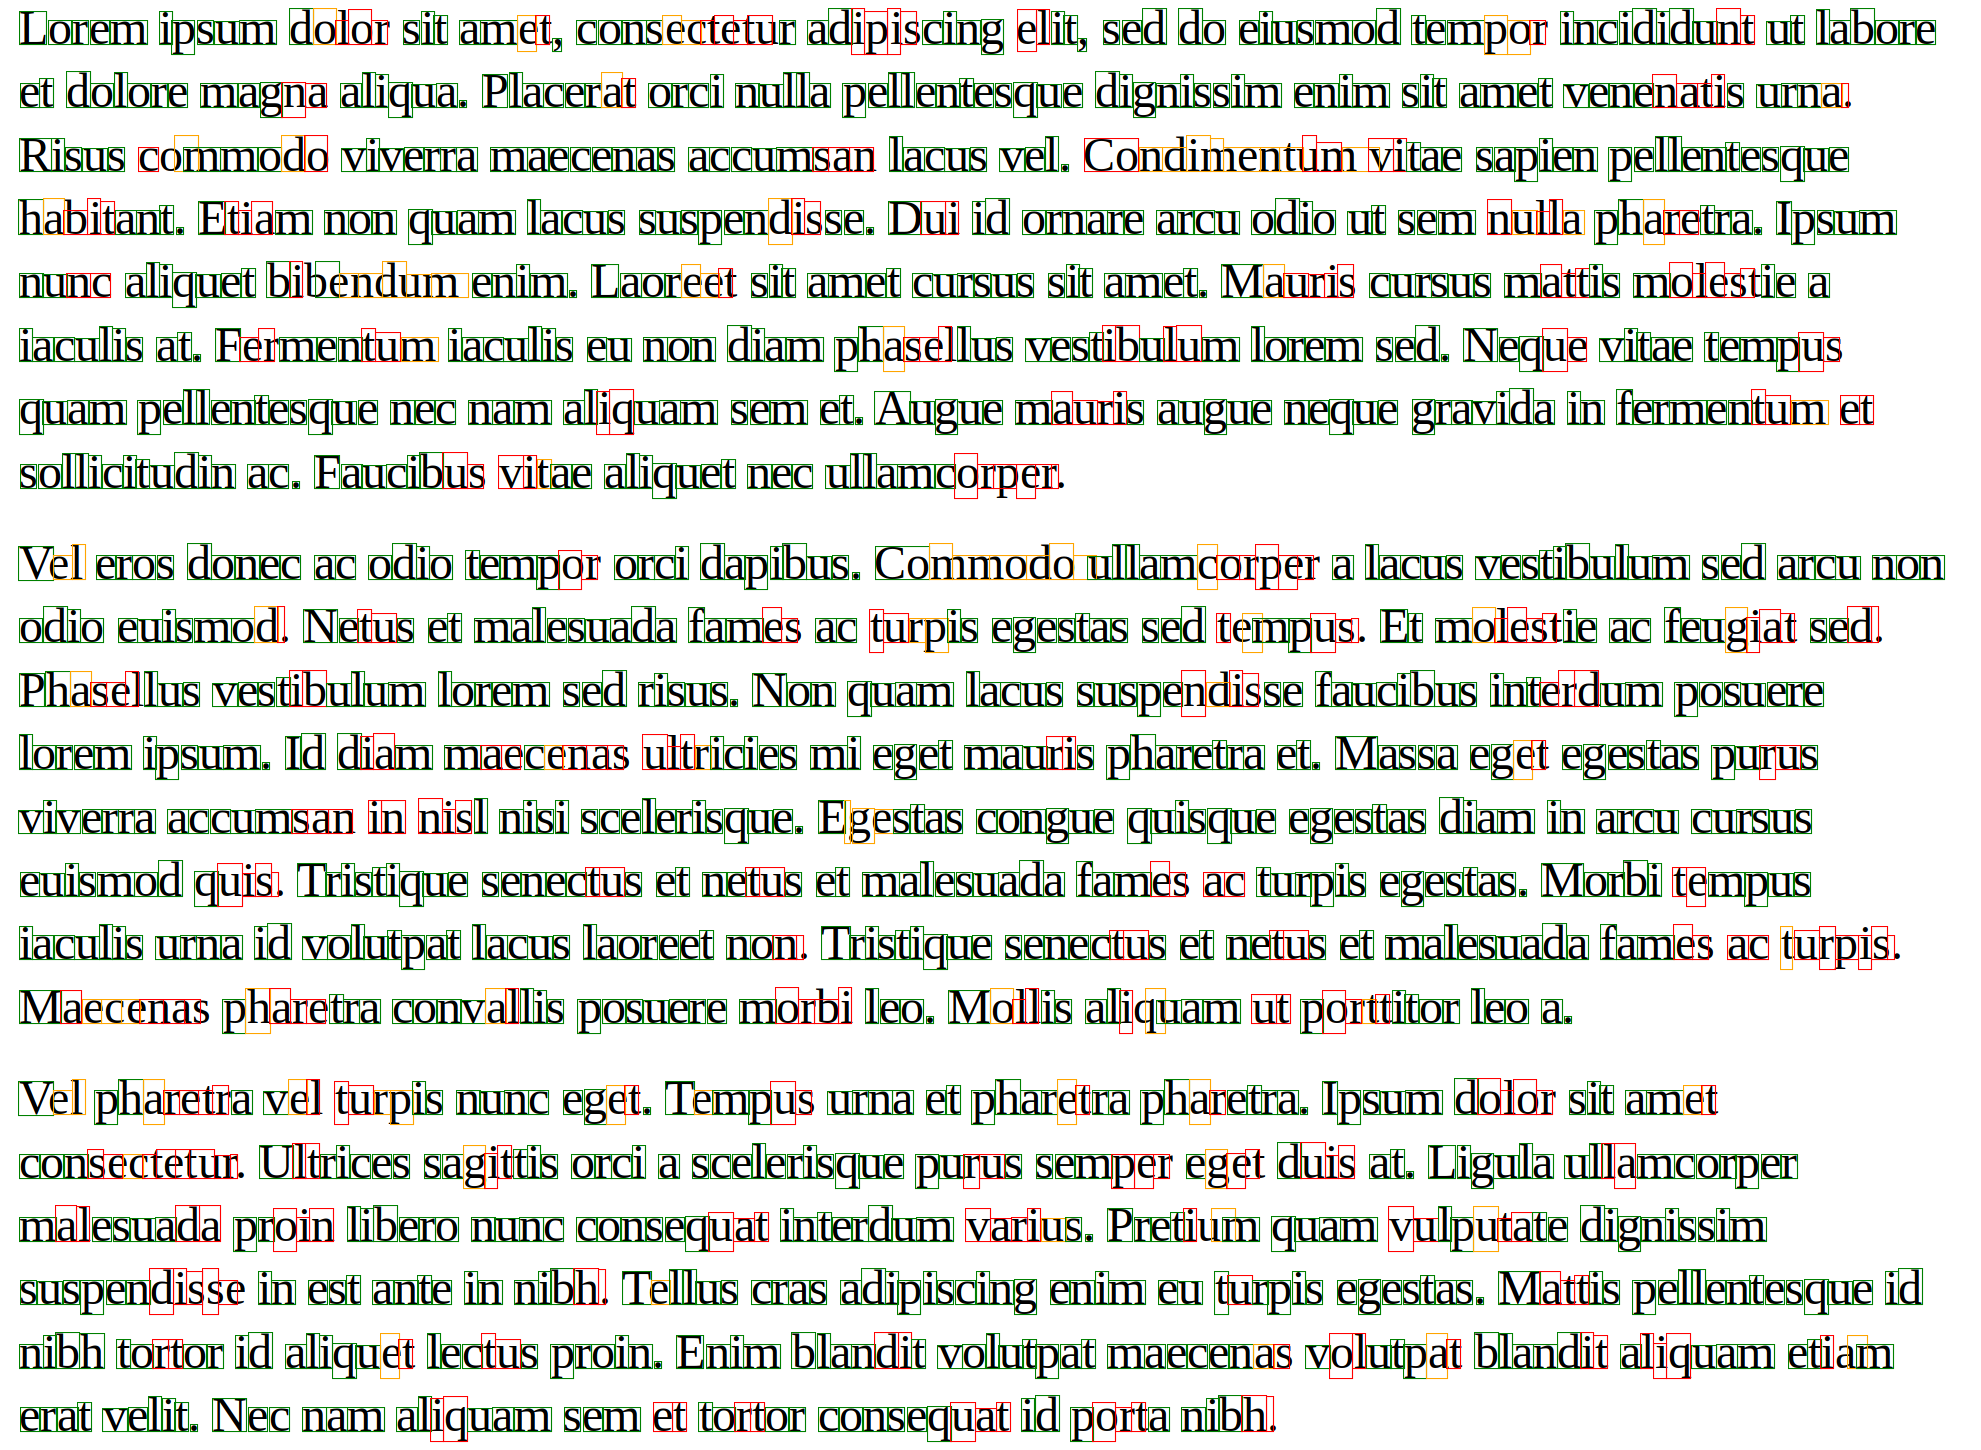 Lorem ipsum dolor sit amet, consectetur adipiscing elit, sed do eiusmod tempor incididunt ut labore
et dolore magna aliqua. Placerat orci nulla pellentesque dignissim enim sit amet venenatis urna.
Risus commodo viverra maecenas accumsan lacus vel. Condimentum vitae sapien pellentesque
habitant. Etiam non quam lacus suspendisse. Dui id ornare arcu odio ut sem nulla pharetra. Ipsum
nunc aliquet bibendum enim. Laoreet sit amet cursus sit amet. Mauris cursus mattis molestie a
iaculis at. Fermentum iaculis eu non diam phasellus vestibulum lorem sed. Neque vitae tempus
quam pellentesque nec nam aliquam sem et. Augue mauris augue neque gravida in fermentum et
sollicitudin ac. Faucibus vitae aliquet nec ullamcorper.
Vel eros donec ac odio tempor orci dapibus. Commodo ullamcorper a lacus vestibulum sed arcu non
odio euismod. Netus et malesuada fames ac turpis egestas sed tempus. Et molestie ac feugiat sed.
Phasellus vestibulum lorem sed risus. Non quam lacus suspendisse faucibus interdum posuere
lorem ipsum. Id diam maecenas ultricies mi eget mauris pharetra et. Massa eget egestas purus
viverra accumsan in nisl nisi scelerisque. Egestas congue quisque egestas diam in arcu cursus
euismod quis. Tristique senectus et netus et malesuada fames ac turpis egestas. Morbi tempus
iaculis urna id volutpat lacus laoreet non. Tristique senectus et netus et malesuada fames ac turpis.
Maecenas pharetra convallis posuere morbi leo. Mollis aliquam ut porttitor leo a.
Vel pharetra vel turpis nunc eget. Tempus urna et pharetra pharetra. Ipsum dolor sit amet
consectetur. Ultrices sagittis orci a scelerisque purus semper eget duis at. Ligula ullamcorper
malesuada proin libero nunc consequat interdum varius. Pretium quam vulputate dignissim
suspendisse in est ante in nibh. Tellus cras adipiscing enim eu turpis egestas. Mattis pellentesque id
nibh tortor id aliquet lectus proin. Enim blandit volutpat maecenas volutpat blandit aliquam etiam
erat velit. Nec nam aliquam sem et tortor consequat id porta nibh.